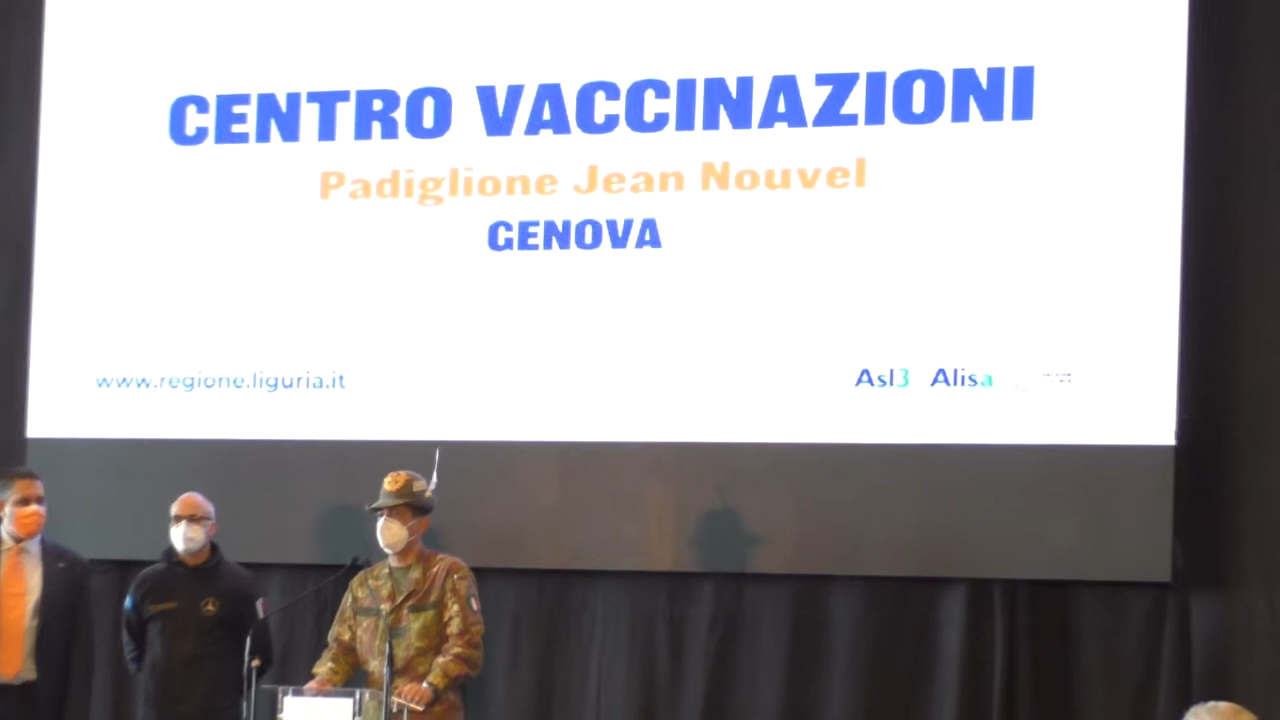 CENTRO VACCINAZIONI
Padiglione Jean Nouvel
GENOVA
www.regione.liguria.it
Asl3 Alisa